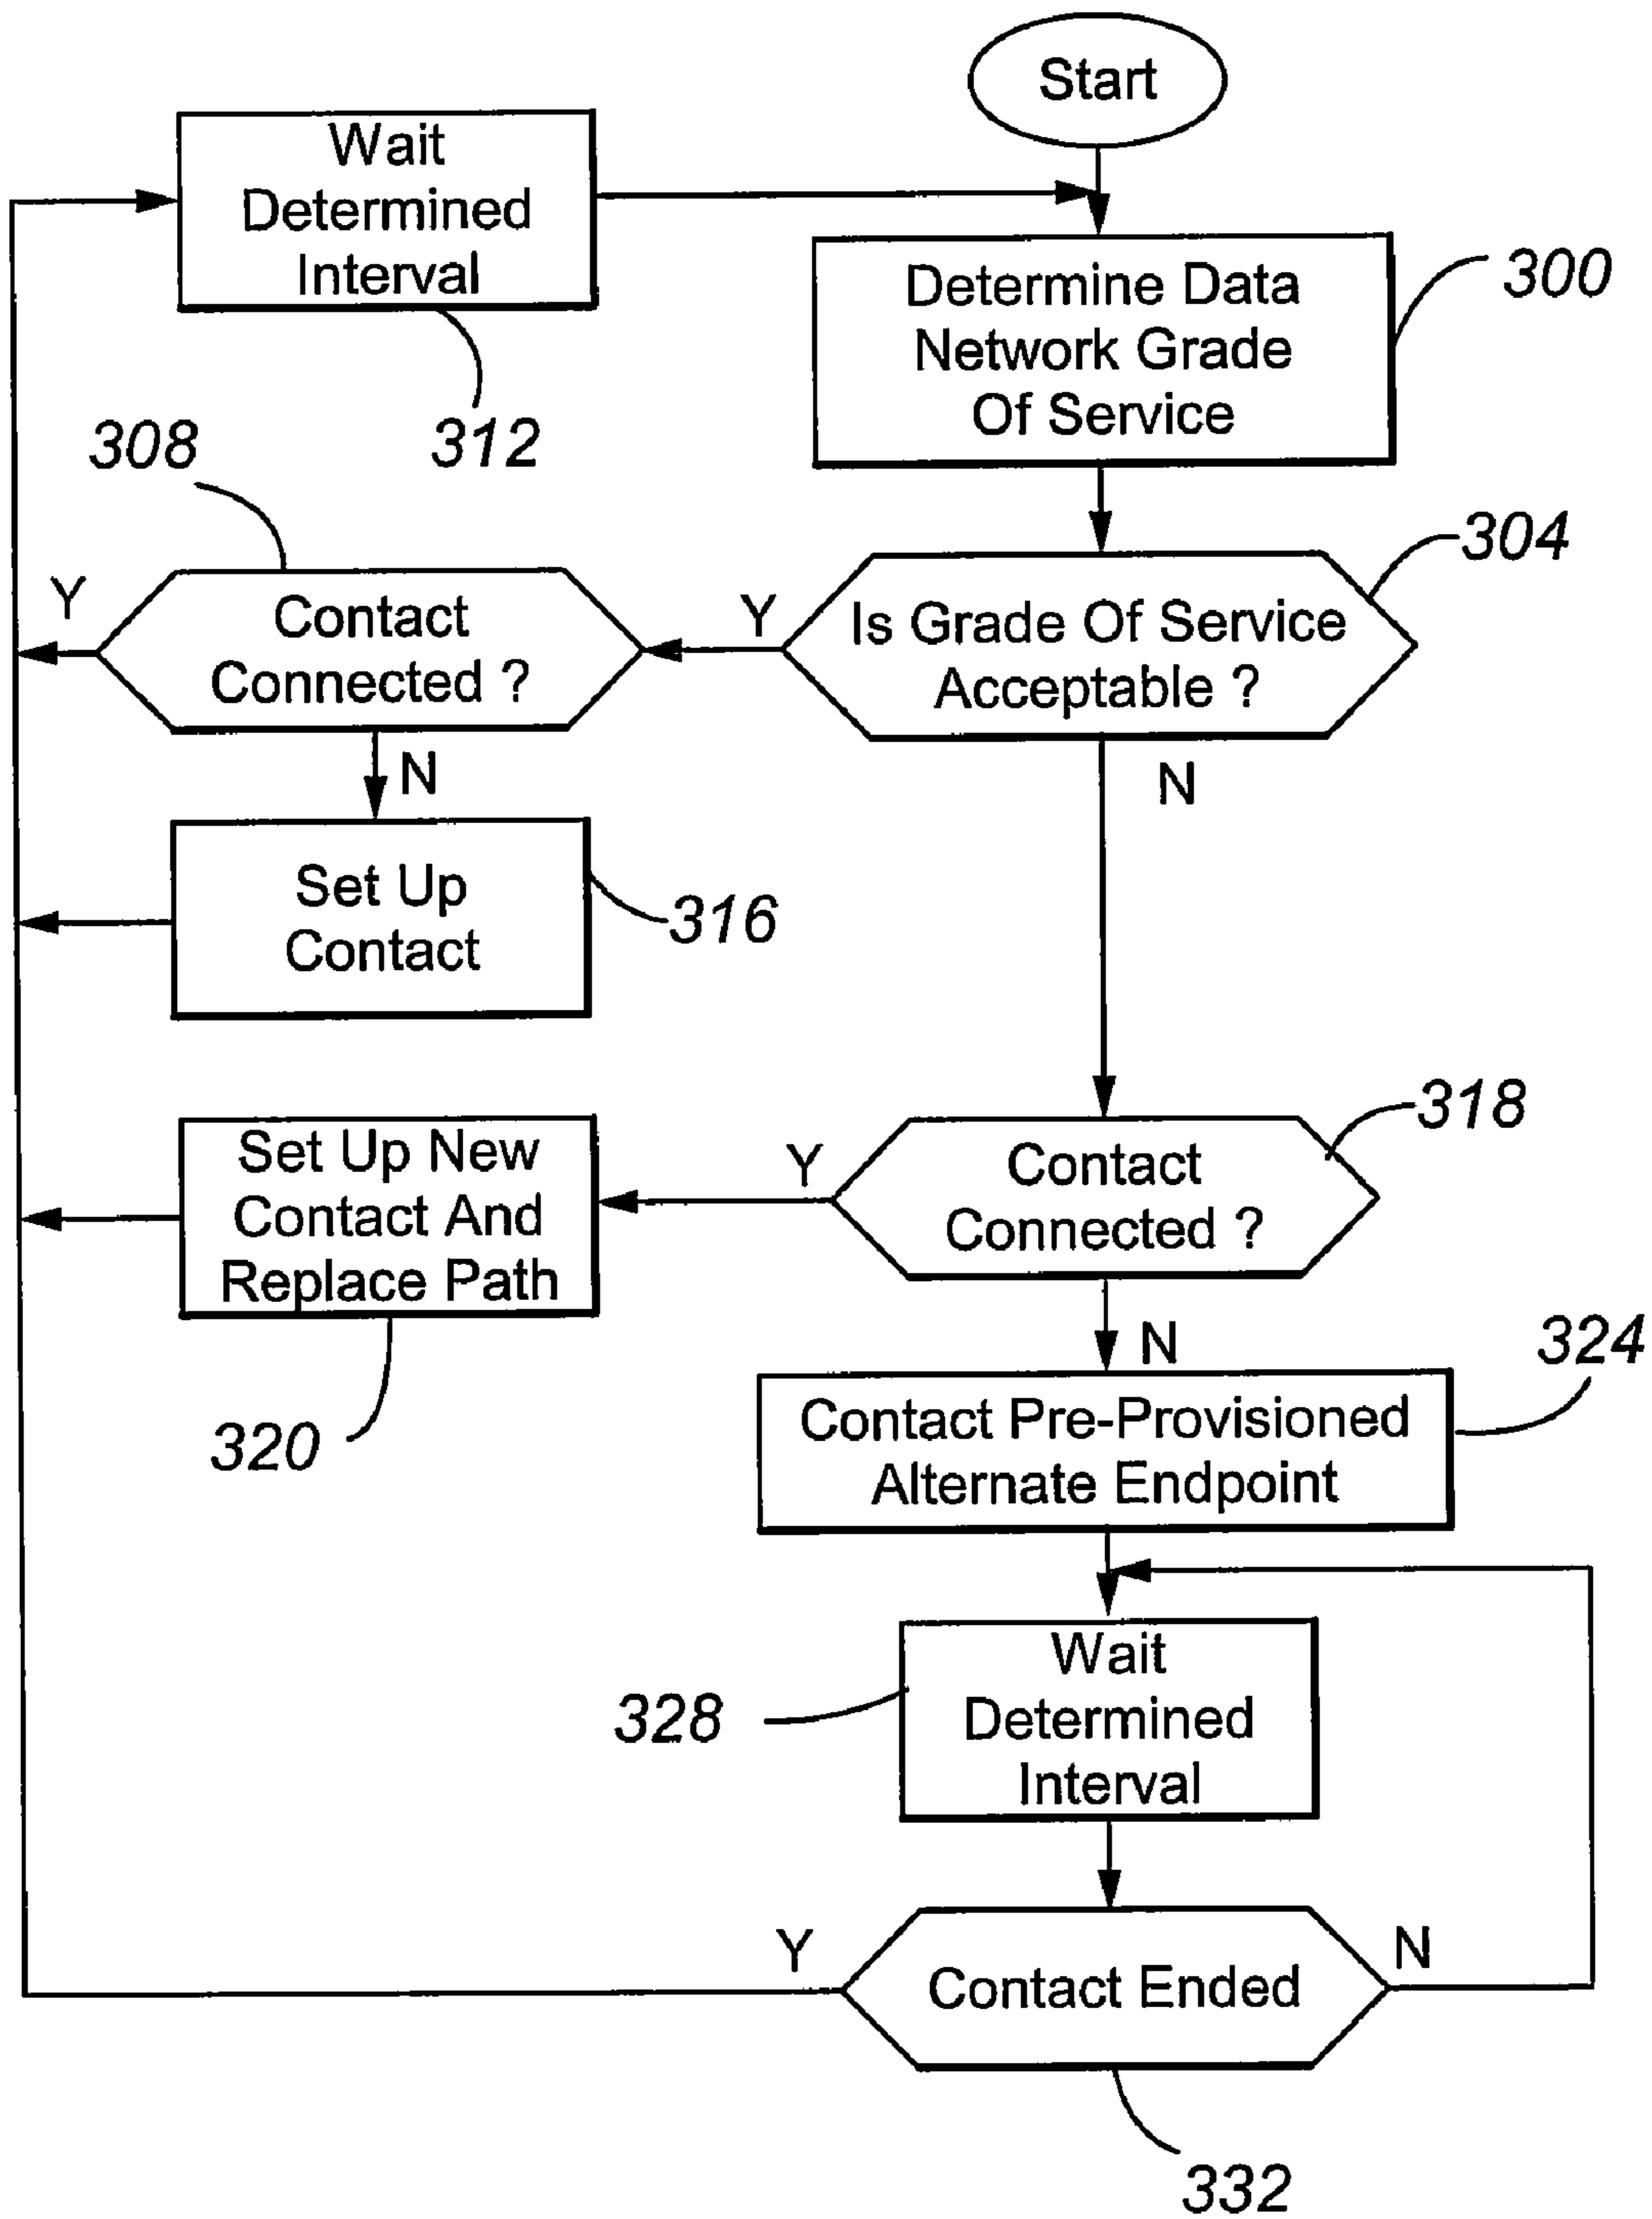 Start
Wait
Determined
Interval
312
Determine Data
Network Grade
Of Service
300
308
304
Y
Contact
Connected ?
Y
Is Grade Of Service
Acceptable ?
N
N
Set Up
Contact
316
318
Set Up New
Contact And
Replace Path
320
Y
Contact
Connected ?
N
324
Contact Pre-Provisioned
Alternate Endpoint
328
Wait
Determined
Interval
Y
Contact Ended
N
332